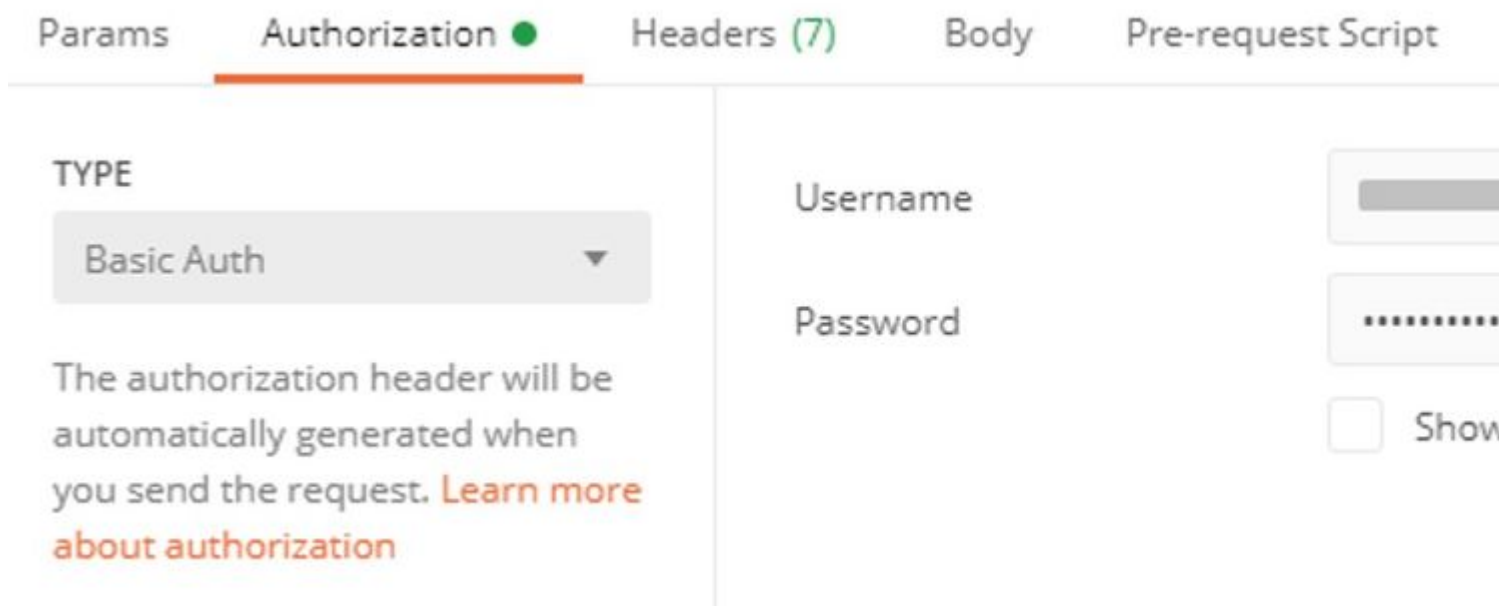 Params Authorization Headers (7) Body Pre-request Script
TYPE
Basic Auth
The authorization header will be
automatically generated when
you send the request. Learn more
about authorization
Username
Password
Show